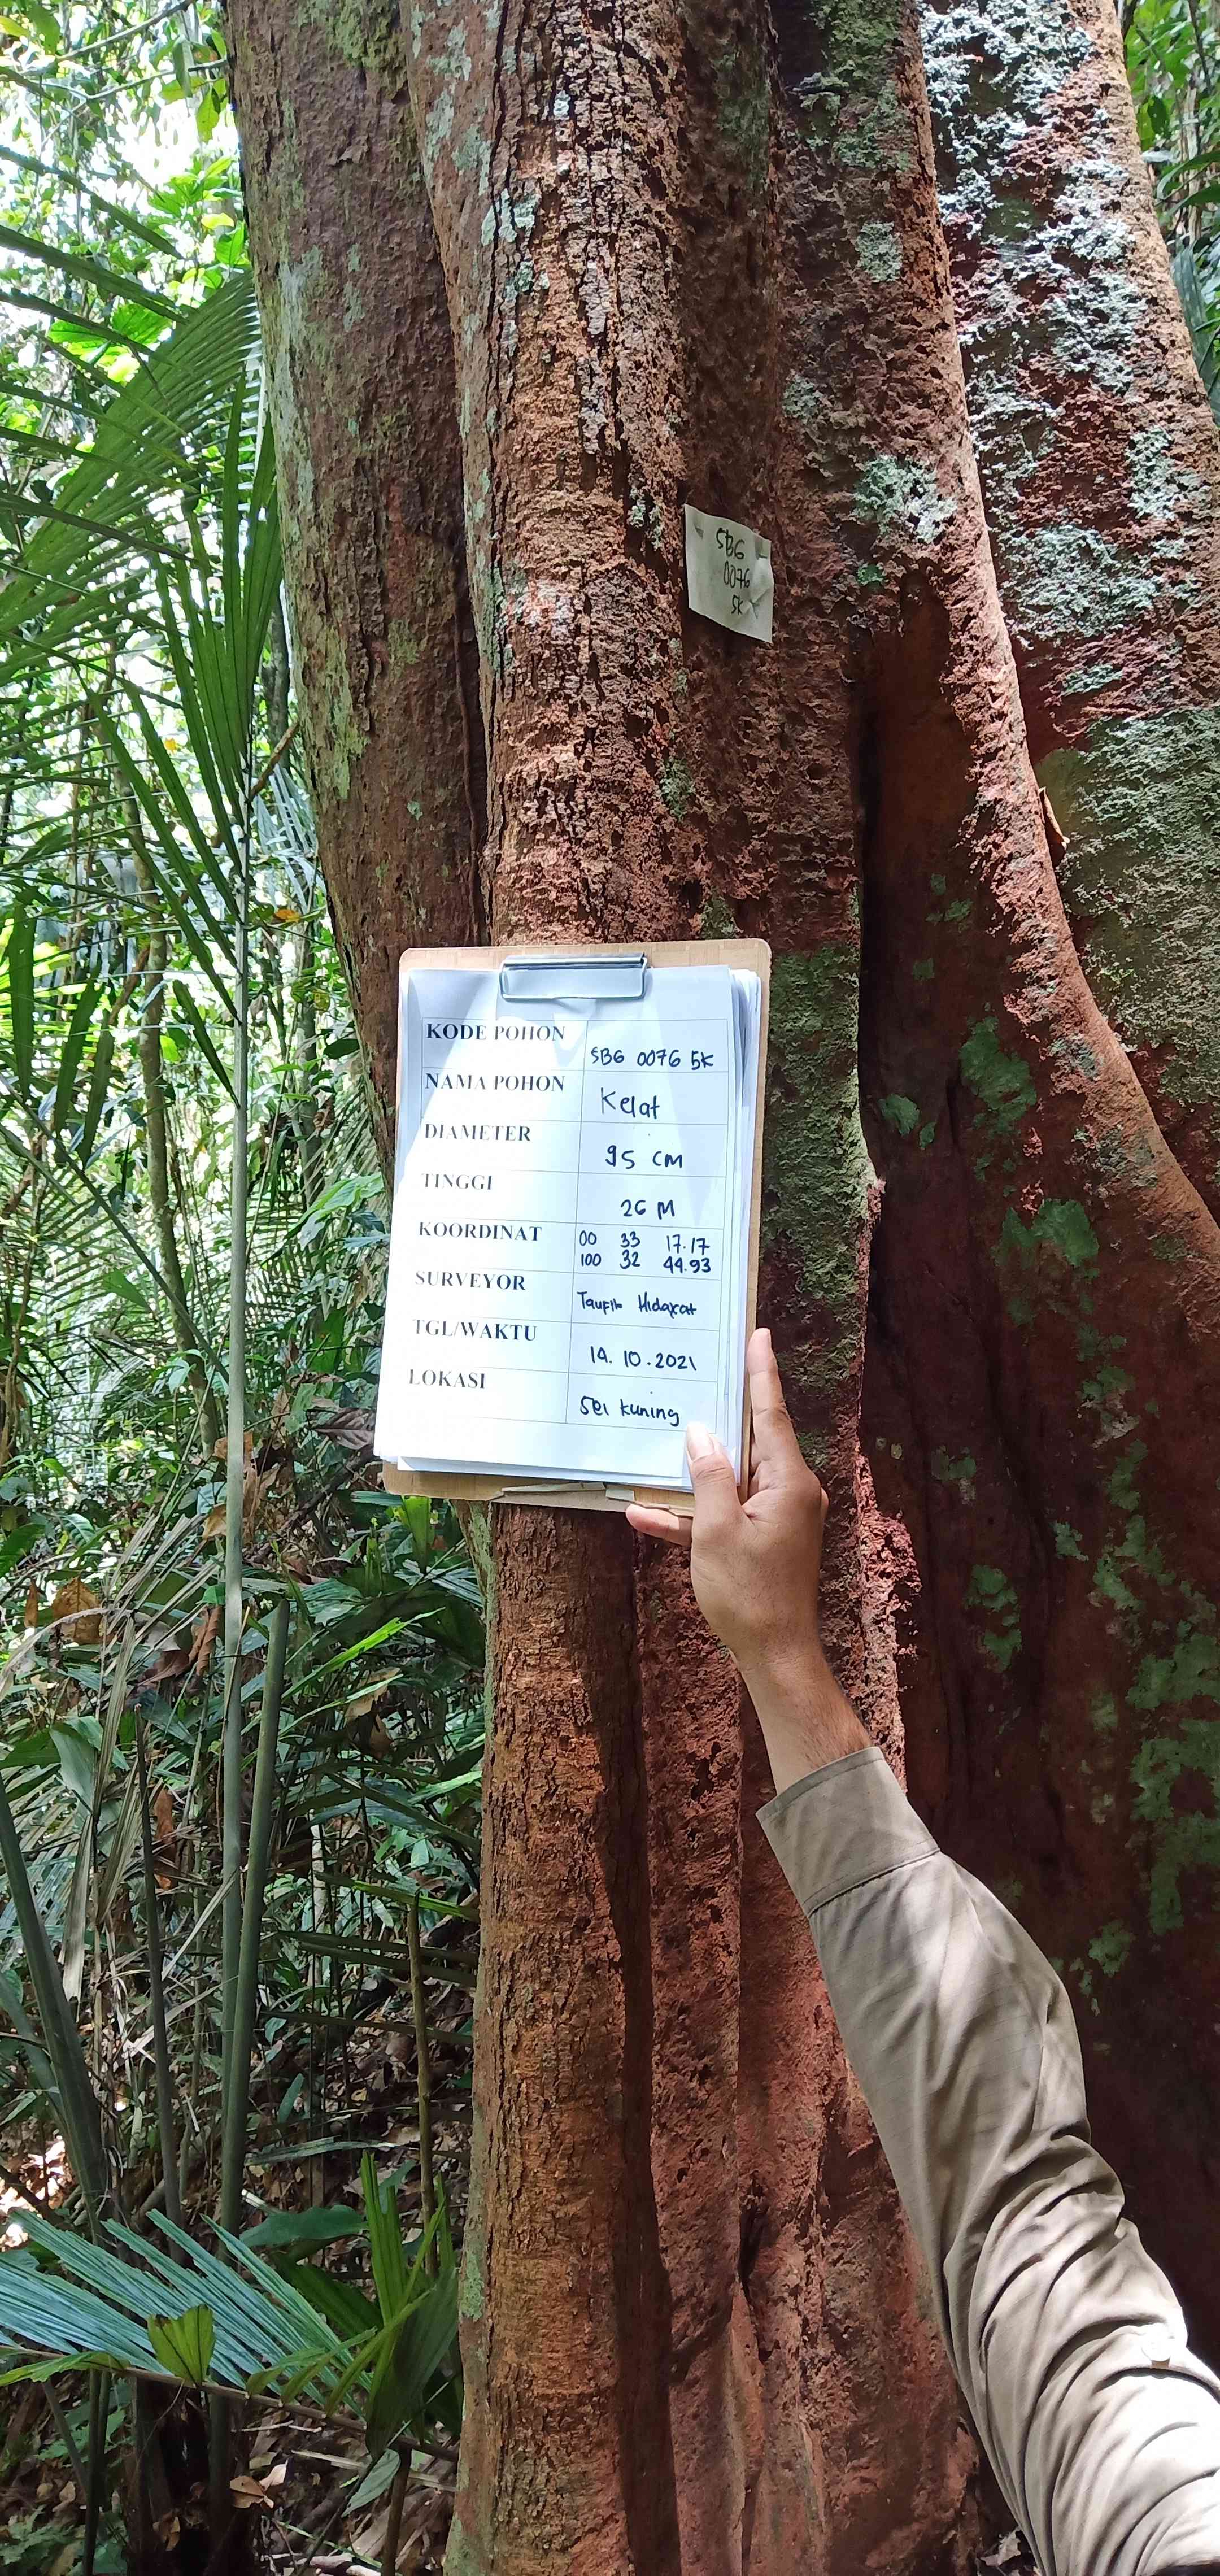 SBG
0076
5K
KODE POHON SBG 0076 5K
NAMA POHON Kelat
DIAMETER 95 CM
TINGGI 26 M
KOORDINAT 00 33 17.17
100 32 44.93
SURVEYOR Taufik Hidayat
TGL/WAKTU 14.10.2021
LOKASI Sei Kuning